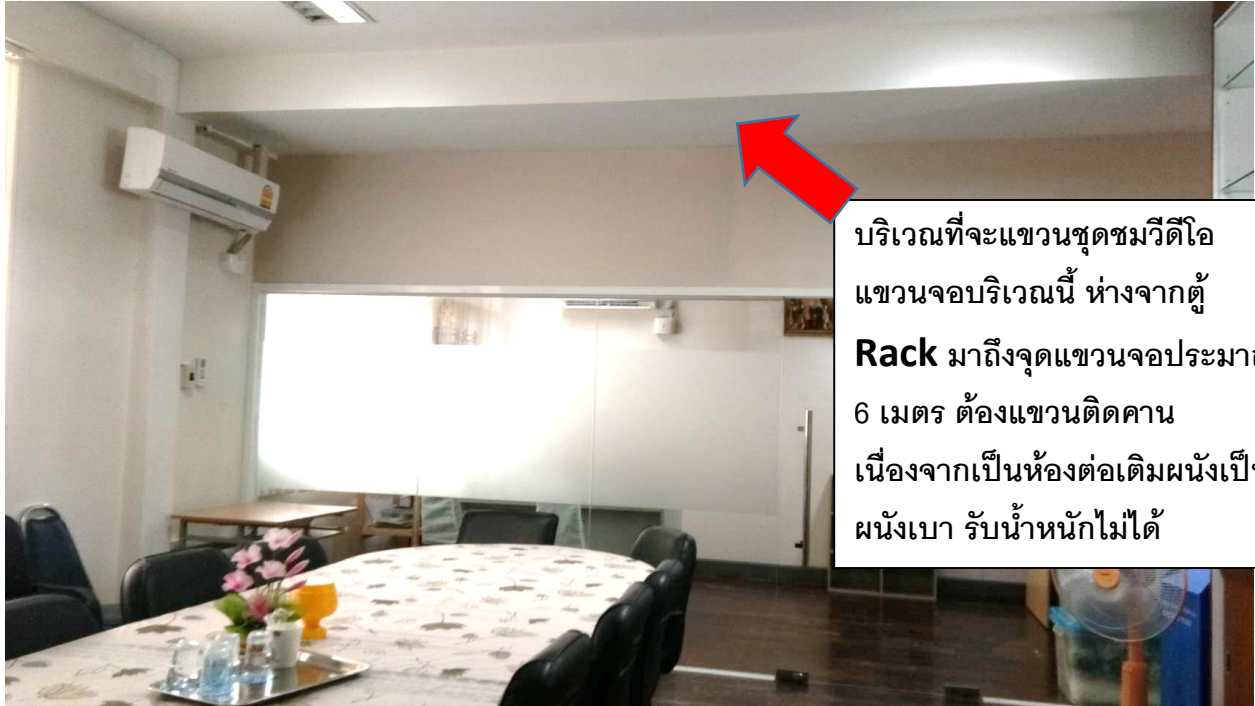 บริเวณที่จะแขวนชุดชมวีดีโอ
แขวนจอบริเวณนี้ ห่างจากตู้
Rack มาถึงจุดแขวนจอประมา
6 เมตร ต้องแขวนติดคาน
เนื่องจากเป็นห้องต่อเติมผนังเป็
ผนังเบา รับน้ำหนักไม่ได้